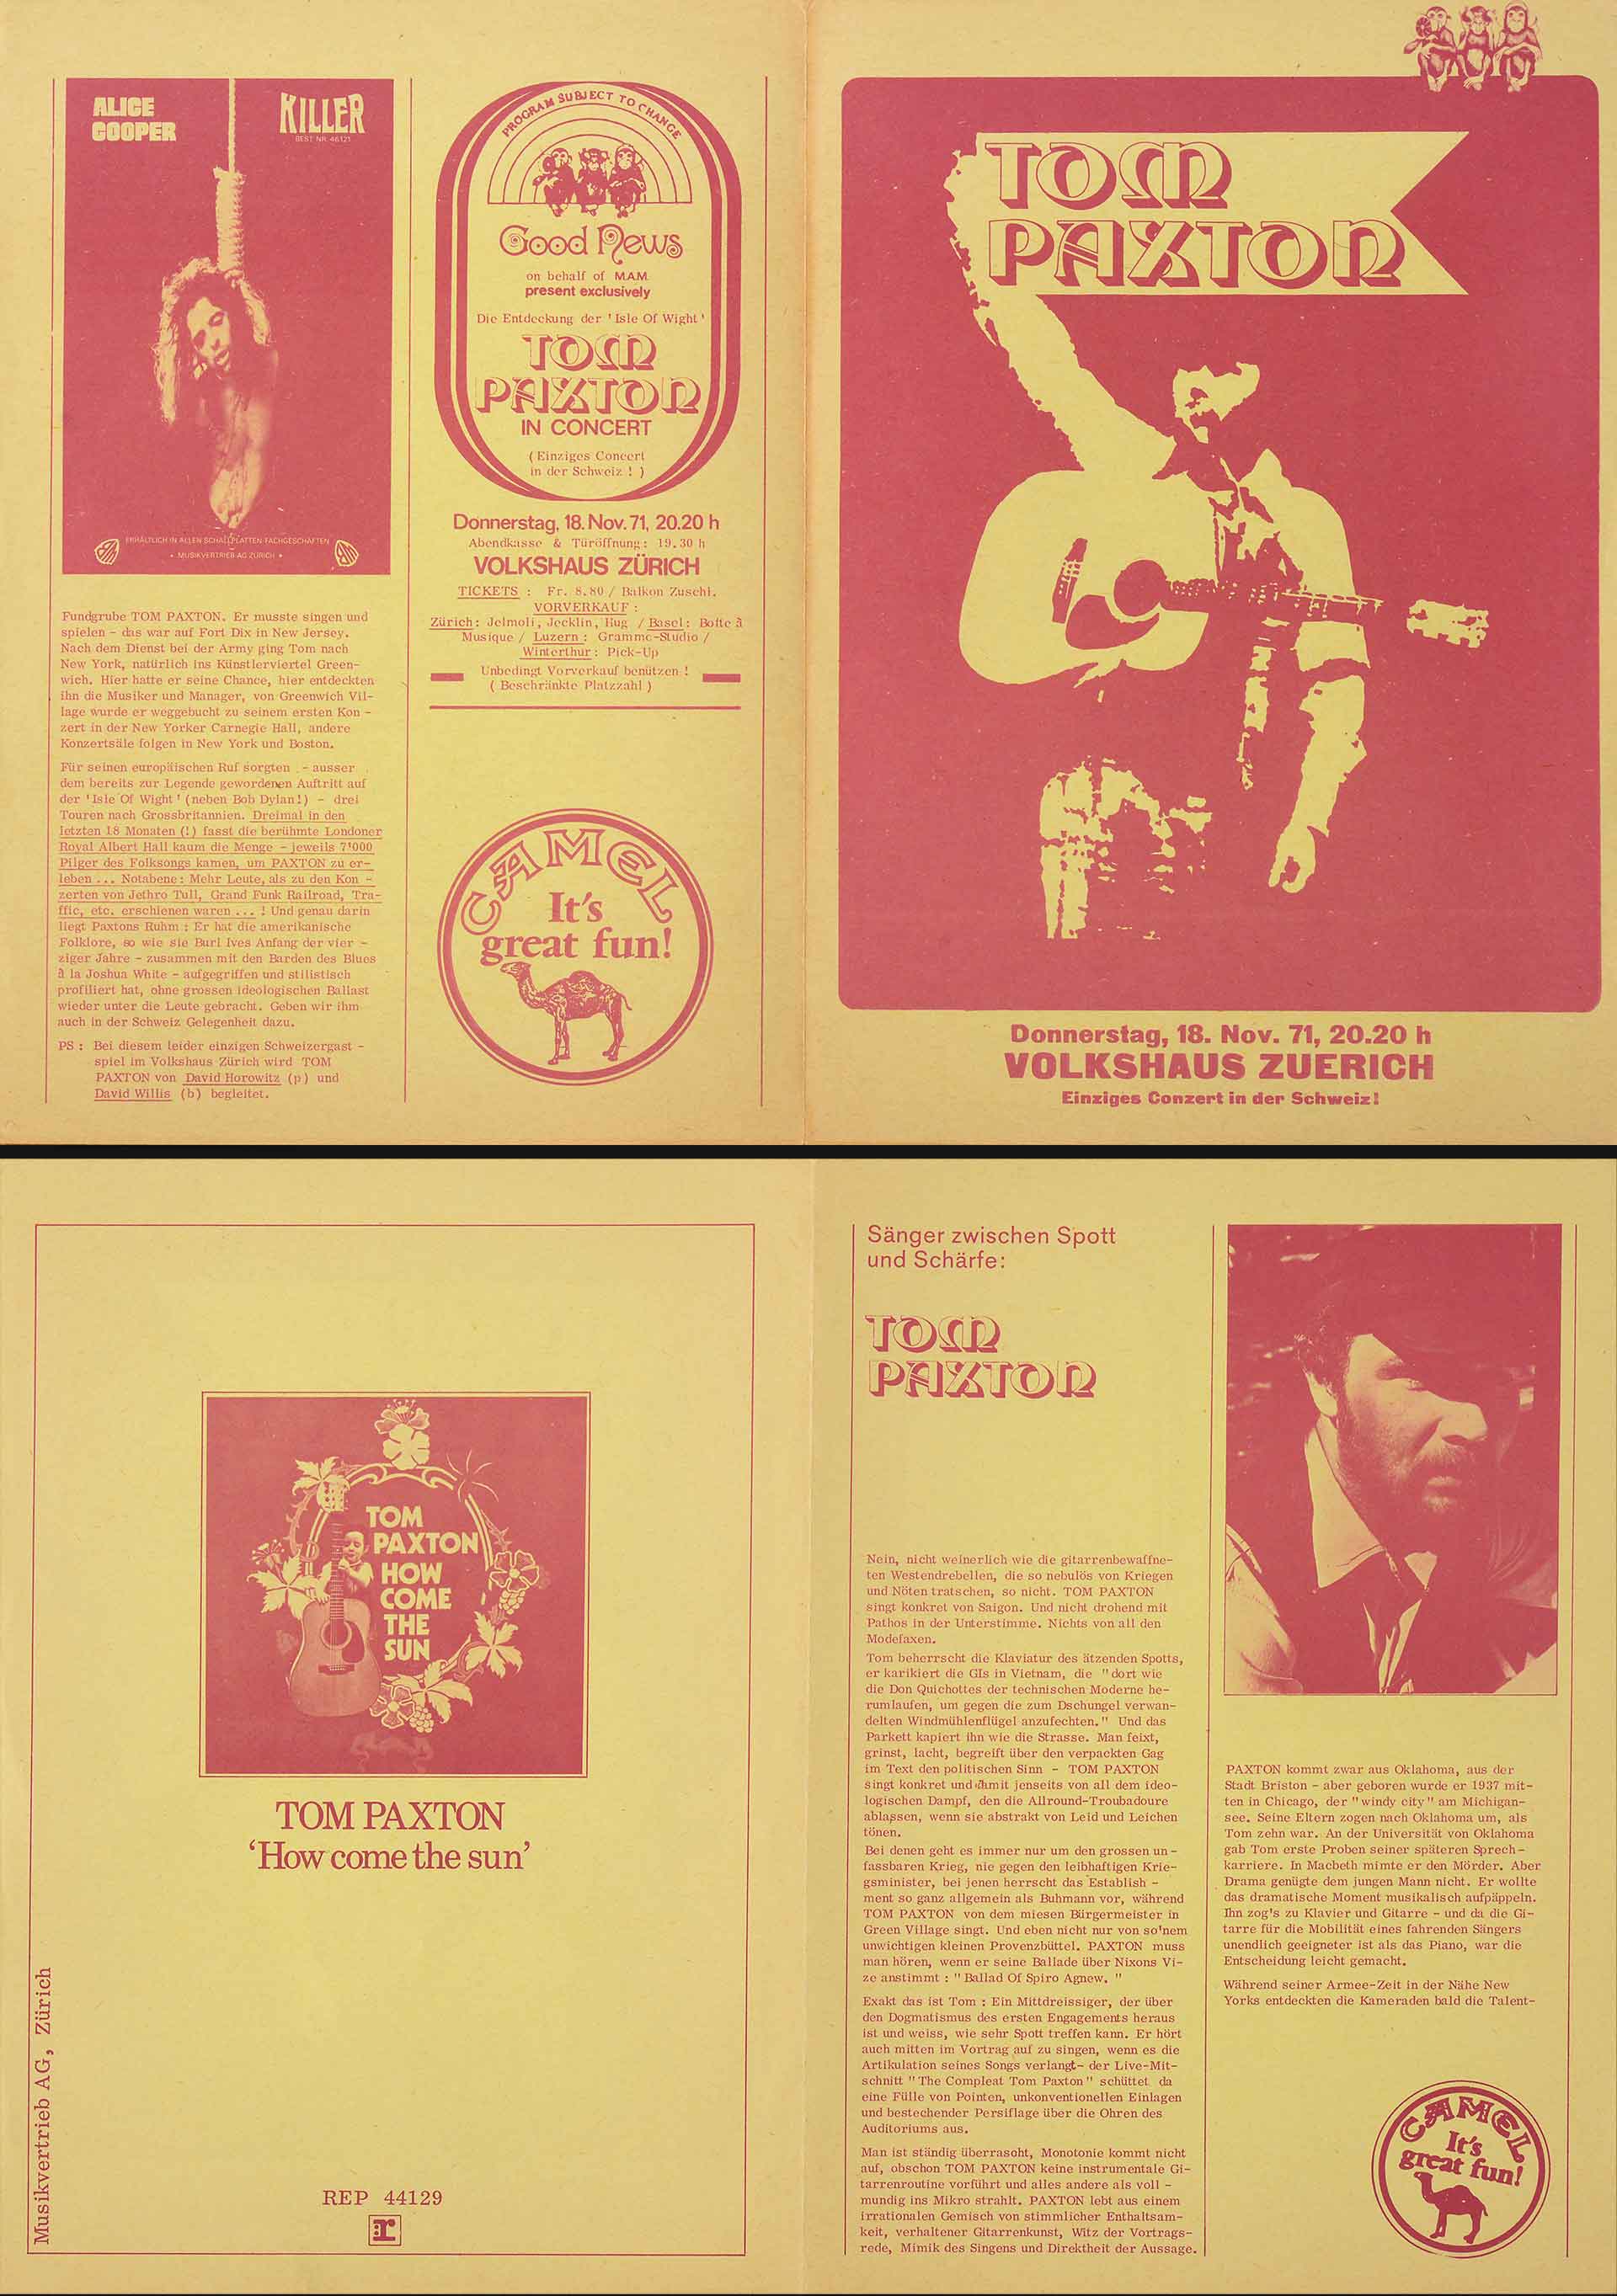 ALICE
COOPER
KILLER
BEST. NR. 46121
ERHÄLTLICH IN ALLEN SCHALLPLATTEN-FACHGESCHÄFTEN
• MUSIKVERTRIEB AG ZÜRICH •
Fundgrube TOM PAXTON. Er musste singen und
spielen - das war auf Fort Dix in New Jersey.
Nach dem Dienst bei der Army ging Tom nach
New York, natürlich ins Künstlerviertel Green-
wich. Hier hatte er seine Chance, hier entdeckten
ihn die Musiker und Manager, von Greenwich Vil-
lage wurde er weggebucht zu seinem ersten Kon -
zert in der New Yorker Carnegie Hall, andere
Konzertsäle folgen in New York und Boston.
Für seinen europäischen Ruf sorgten - ausser
dem bereits zur Legende gewordenen Auftritt auf
der 'Isle Of Wight' (neben Bob Dylan!) - drei
Touren nach Grossbritannien. Dreimal in den
letzten 18 Monaten (!) fasst die berühmte Londoner
Royal Albert Hall kaum die Menge - jeweils 7'000
Pilger des Folksongs kamen, um PAXTON zu er-
leben ... Notabene: Mehr Leute, als zu den Kon -
zerten von Jethro Tull, Grand Funk Railroad, Tra-
ffic, etc. erschienen waren ... ! Und genau darin
liegt Paxtons Ruhm : Er hat die amerikanische
Folklore, so wie sie Burl Ives Anfang der vier -
ziger Jahre - zusammen mit den Barden des Blues
à la Joshua White - aufgegriffen und stilistisch
profiliert hat, ohne grossen ideologischen Ballast
wieder unter die Leute gebracht. Geben wir ihm
auch in der Schweiz Gelegenheit dazu.
PS : Bei diesem leider einzigen Schweizergast -
spiel im Volkshaus Zürich wird TOM
PAXTON von David Horowitz (p) und
David Willis (b) begleitet.
PROGRAM SUBJECT TO CHANGE
Good News
on behalf of M.A.M.
present exclusively
Die Entdeckung der 'Isle Of Wight'
TOM
PAXTON
IN CONCERT
(Einziges Concert
in der Schweiz ! )
Donnerstag, 18. Nov. 71, 20.20 h
Abendkasse & Türöffnung: 19.30 h
VOLKSHAUS ZÜRICH
TICKETS : Fr. 8.80 / Balkon Zuschl.
VORVERKAUF :
Zürich: Jelmoli, Jecklin, Hug / Basel: Boîte à
Musique / Luzern : Grammo-Studio /
Winterthur : Pick-Up
Unbedingt Vorverkauf benützen !
( Beschränkte Platzzahl )
CAMEL
It's
great fun!
TOM
PAXTON
Donnerstag, 18. Nov. 71, 20.20 h
VOLKSHAUS ZUERICH
Einziges Conzert in der Schweiz!
TOM
PAXTON
HOW
COME
THE
SUN
TOM PAXTON
'How come the sun'
Musikvertrieb AG, Zürich
REP 44129
r
Sänger zwischen Spott
und Schärfe:
TOM
PAXTON
Nein, nicht weinerlich wie die gitarrenbewaffne-
ten Westendrebellen, die so nebulös von Kriegen
und Nöten tratschen, so nicht. TOM PAXTON
singt konkret von Saigon. Und nicht drohend mit
Pathos in der Unterstimme. Nichts von all den
Modefaxen.
Tom beherrscht die Klaviatur des ätzenden Spotts,
er karikiert die GIs in Vietnam, die "dort wie
die Don Quichottes der technischen Moderne he-
rumlaufen, um gegen die zum Dschungel verwan-
delten Windmühlenflügel anzufechten." Und das
Parkett kapiert ihn wie die Strasse. Man feixt,
grinst, lacht, begreift über den verpackten Gag
im Text den politischen Sinn - TOM PAXTON
singt konkret und damit jenseits von all dem ideo-
logischen Dampf, den die Allround-Troubadoure
ablassen, wenn sie abstrakt von Leid und Leichen
tönen.
Bei denen geht es immer nur um den grossen un -
fassbaren Krieg, nie gegen den leibhaftigen Krie-
gsminister, bei jenen herrscht das Establish -
ment so ganz allgemein als Buhmann vor, während
TOM PAXTON von dem miesen Bürgermeister in
Green Village singt. Und eben nicht nur von so'nem
unwichtigen kleinen Provenzbüttel. PAXTON muss
man hören, wenn er seine Ballade über Nixons Vi-
ze anstimmt : "Ballad Of Spiro Agnew. "
Exakt das ist Tom : Ein Mittdreissiger, der über
den Dogmatismus des ersten Engagements heraus
ist und weiss, wie sehr Spott treffen kann. Er hört
auch mitten im Vortrag auf zu singen, wenn es die
Artikulation seines Songs verlangt- der Live-Mit-
schnitt "The Compleat Tom Paxton" schüttet da
eine Fülle von Pointen, unkonventionellen Einlagen
und bestechender Persiflage über die Ohren des
Auditoriums aus.
Man ist ständig überrascht, Monotonie kommt nicht
auf, obschon TOM PAXTON keine instrumentale Gi-
tarrenroutine vorführt und alles andere als voll -
mundig ins Mikro strahlt. PAXTON lebt aus einem
irrationalen Gemisch von stimmlicher Enthaltsam-
keit, verhaltener Gitarrenkunst, Witz der Vortrags-
rede, Mimik des Singens und Direktheit der Aussage.
PAXTON kommt zwar aus Oklahoma, aus der
Stadt Briston - aber geboren wurde er 1937 mit-
ten in Chicago, der "windy city" am Michigan-
see. Seine Eltern zogen nach Oklahoma um, als
Tom zehn war. An der Universität von Oklahoma
gab Tom erste Proben seiner späteren Sprech-
karriere. In Macbeth mimte er den Mörder. Aber
Drama genügte dem jungen Mann nicht. Er wollte
das dramatische Moment musikalisch aufpäppeln.
Ihn zog's zu Klavier und Gitarre - und da die Gi-
tarre für die Mobilität eines fahrenden Sängers
unendlich geeigneter ist als das Piano, war die
Entscheidung leicht gemacht.
Während seiner Armee-Zeit in der Nähe New
Yorks entdeckten die Kameraden bald die Talent-
CAMEL
It's
great fun!